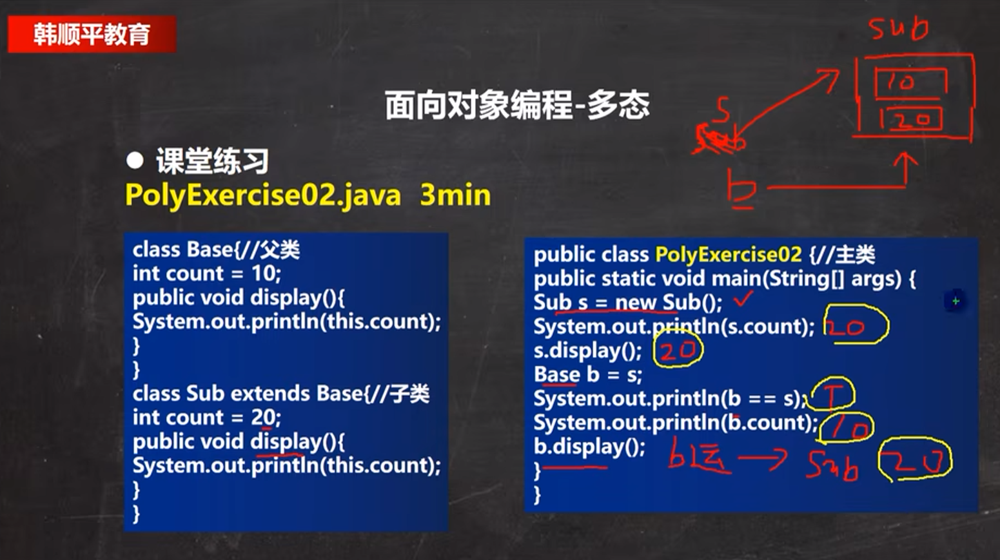 韩顺平教育
sub
10
20
s
b
面向对象编程-多态
● 课堂练习
PolyExercise02.java 3min
class Base{//父类
int count = 10;
public void display(){
System.out.println(this.count);
}
}
class Sub extends Base{//子类
int count = 20;
public void display(){
System.out.println(this.count);
}
}
public class PolyExercise02 {//主类
public static void main(String[] args) {
Sub s = new Sub();
System.out.println(s.count); 20
s.display(); 20
Base b = s;
System.out.println(b == s); T
System.out.println(b.count); 10
b.display(); b运 → Sub 20
}
}